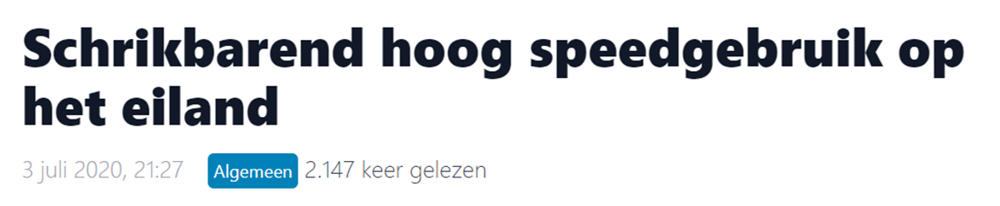 Schrikbarend hoog speedgebruik op
het eiland
3 juli 2020, 21:27 Algemeen 2.147 keer gelezen